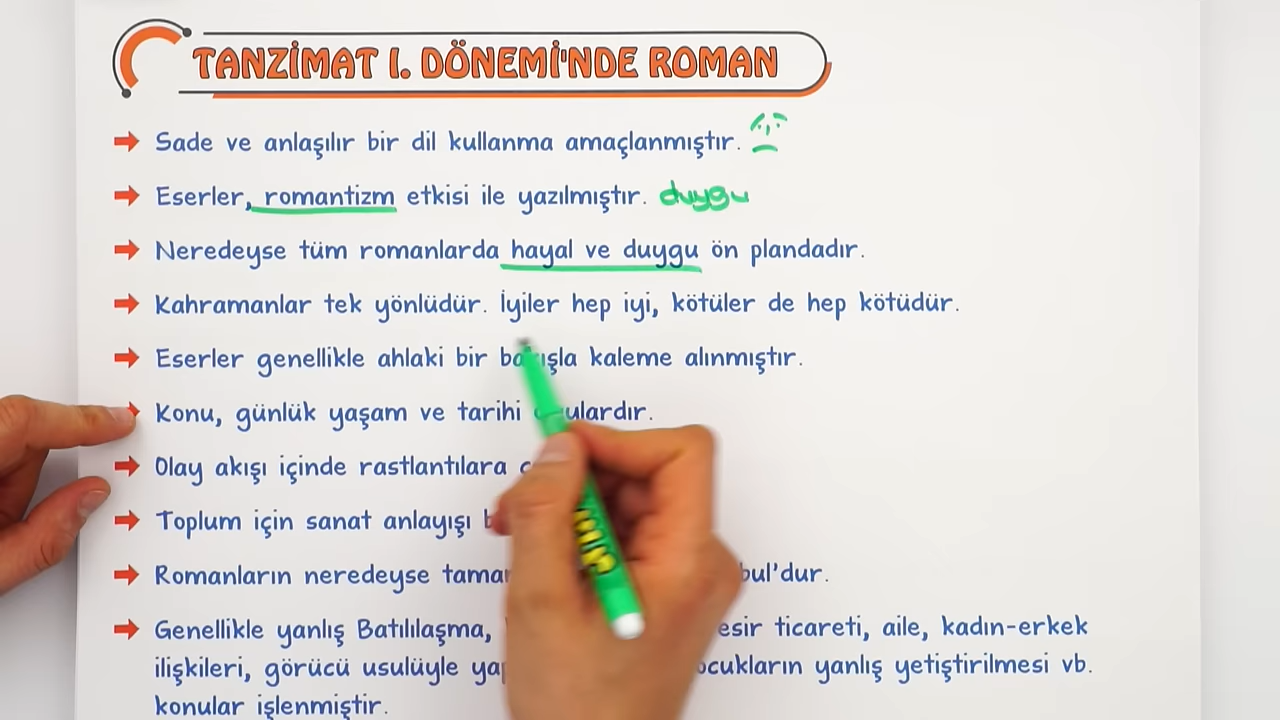 TANZİMAT I. DÖNEMİ'NDE ROMAN
Sade ve anlaşılır bir dil kullanma amaçlanmıştır.
Eserler, romantizm etkisi ile yazılmıştır. duygu
Neredeyse tüm romanlarda hayal ve duygu ön plandadır.
Kahramanlar tek yönlüdür. İyiler hep iyi, kötüler de hep kötüdür.
Eserler genellikle ahlaki bir bakışla kaleme alınmıştır.
Konu, günlük yaşam ve tarihi
Olay akışı içinde rastlantılara
Toplum için sanat anlayışı
Romanların neredeyse
Genellikle yanlış Batılılaşma, esir ticareti, aile, kadın-erkek
ilişkileri, görücü usulüyle yanlış yetiştirilmesi vb.
konular işlenmiştir.